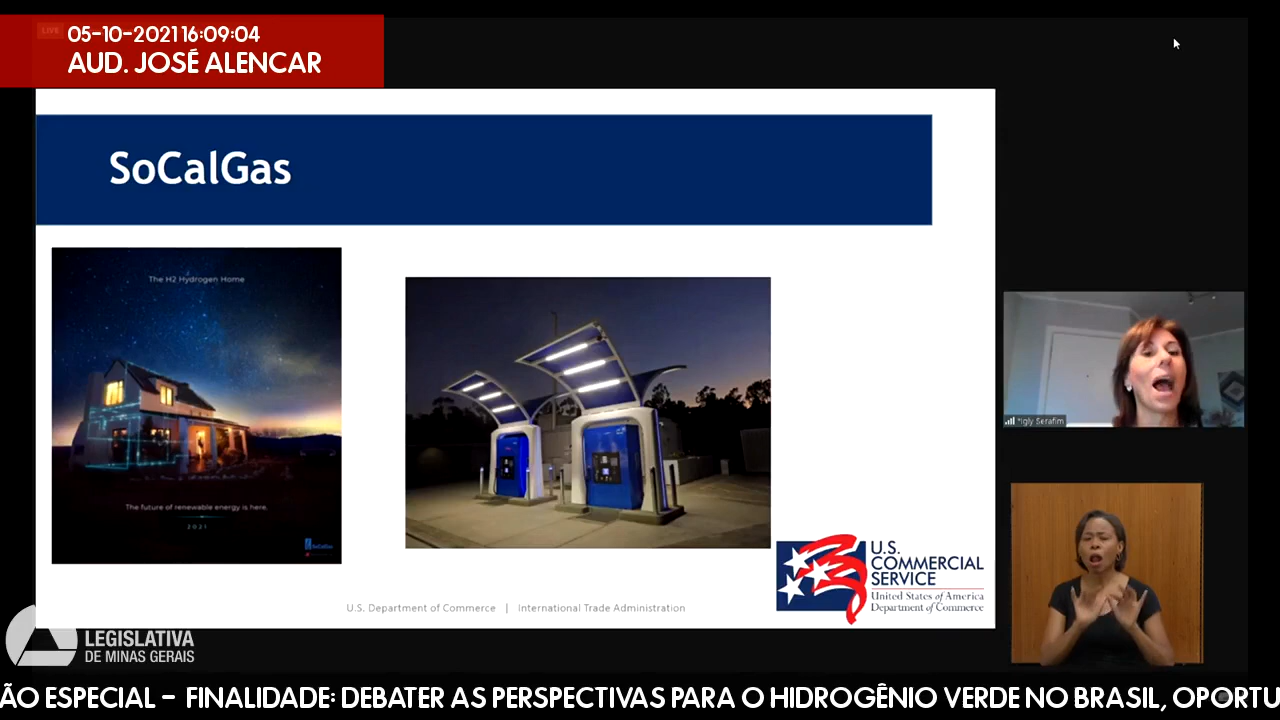 LIVE
05-10-2021 16:09:04
AUD. JOSÉ ALENCAR
SoCalGas
The H2 Hydrogen Home
The future of renewable energy is here.
2021
SoCalGas
U.S.
COMMERCIAL
SERVICE
United States of America
Department of Commerce
U.S. Department of Commerce | International Trade Administration
Serafim
LEGISLATIVA
DE MINAS GERAIS
ÃO ESPECIAL - FINALIDADE: DEBATER AS PERSPECTIVAS PARA O HIDROGÊNIO VERDE NO BRASIL, OPORTU